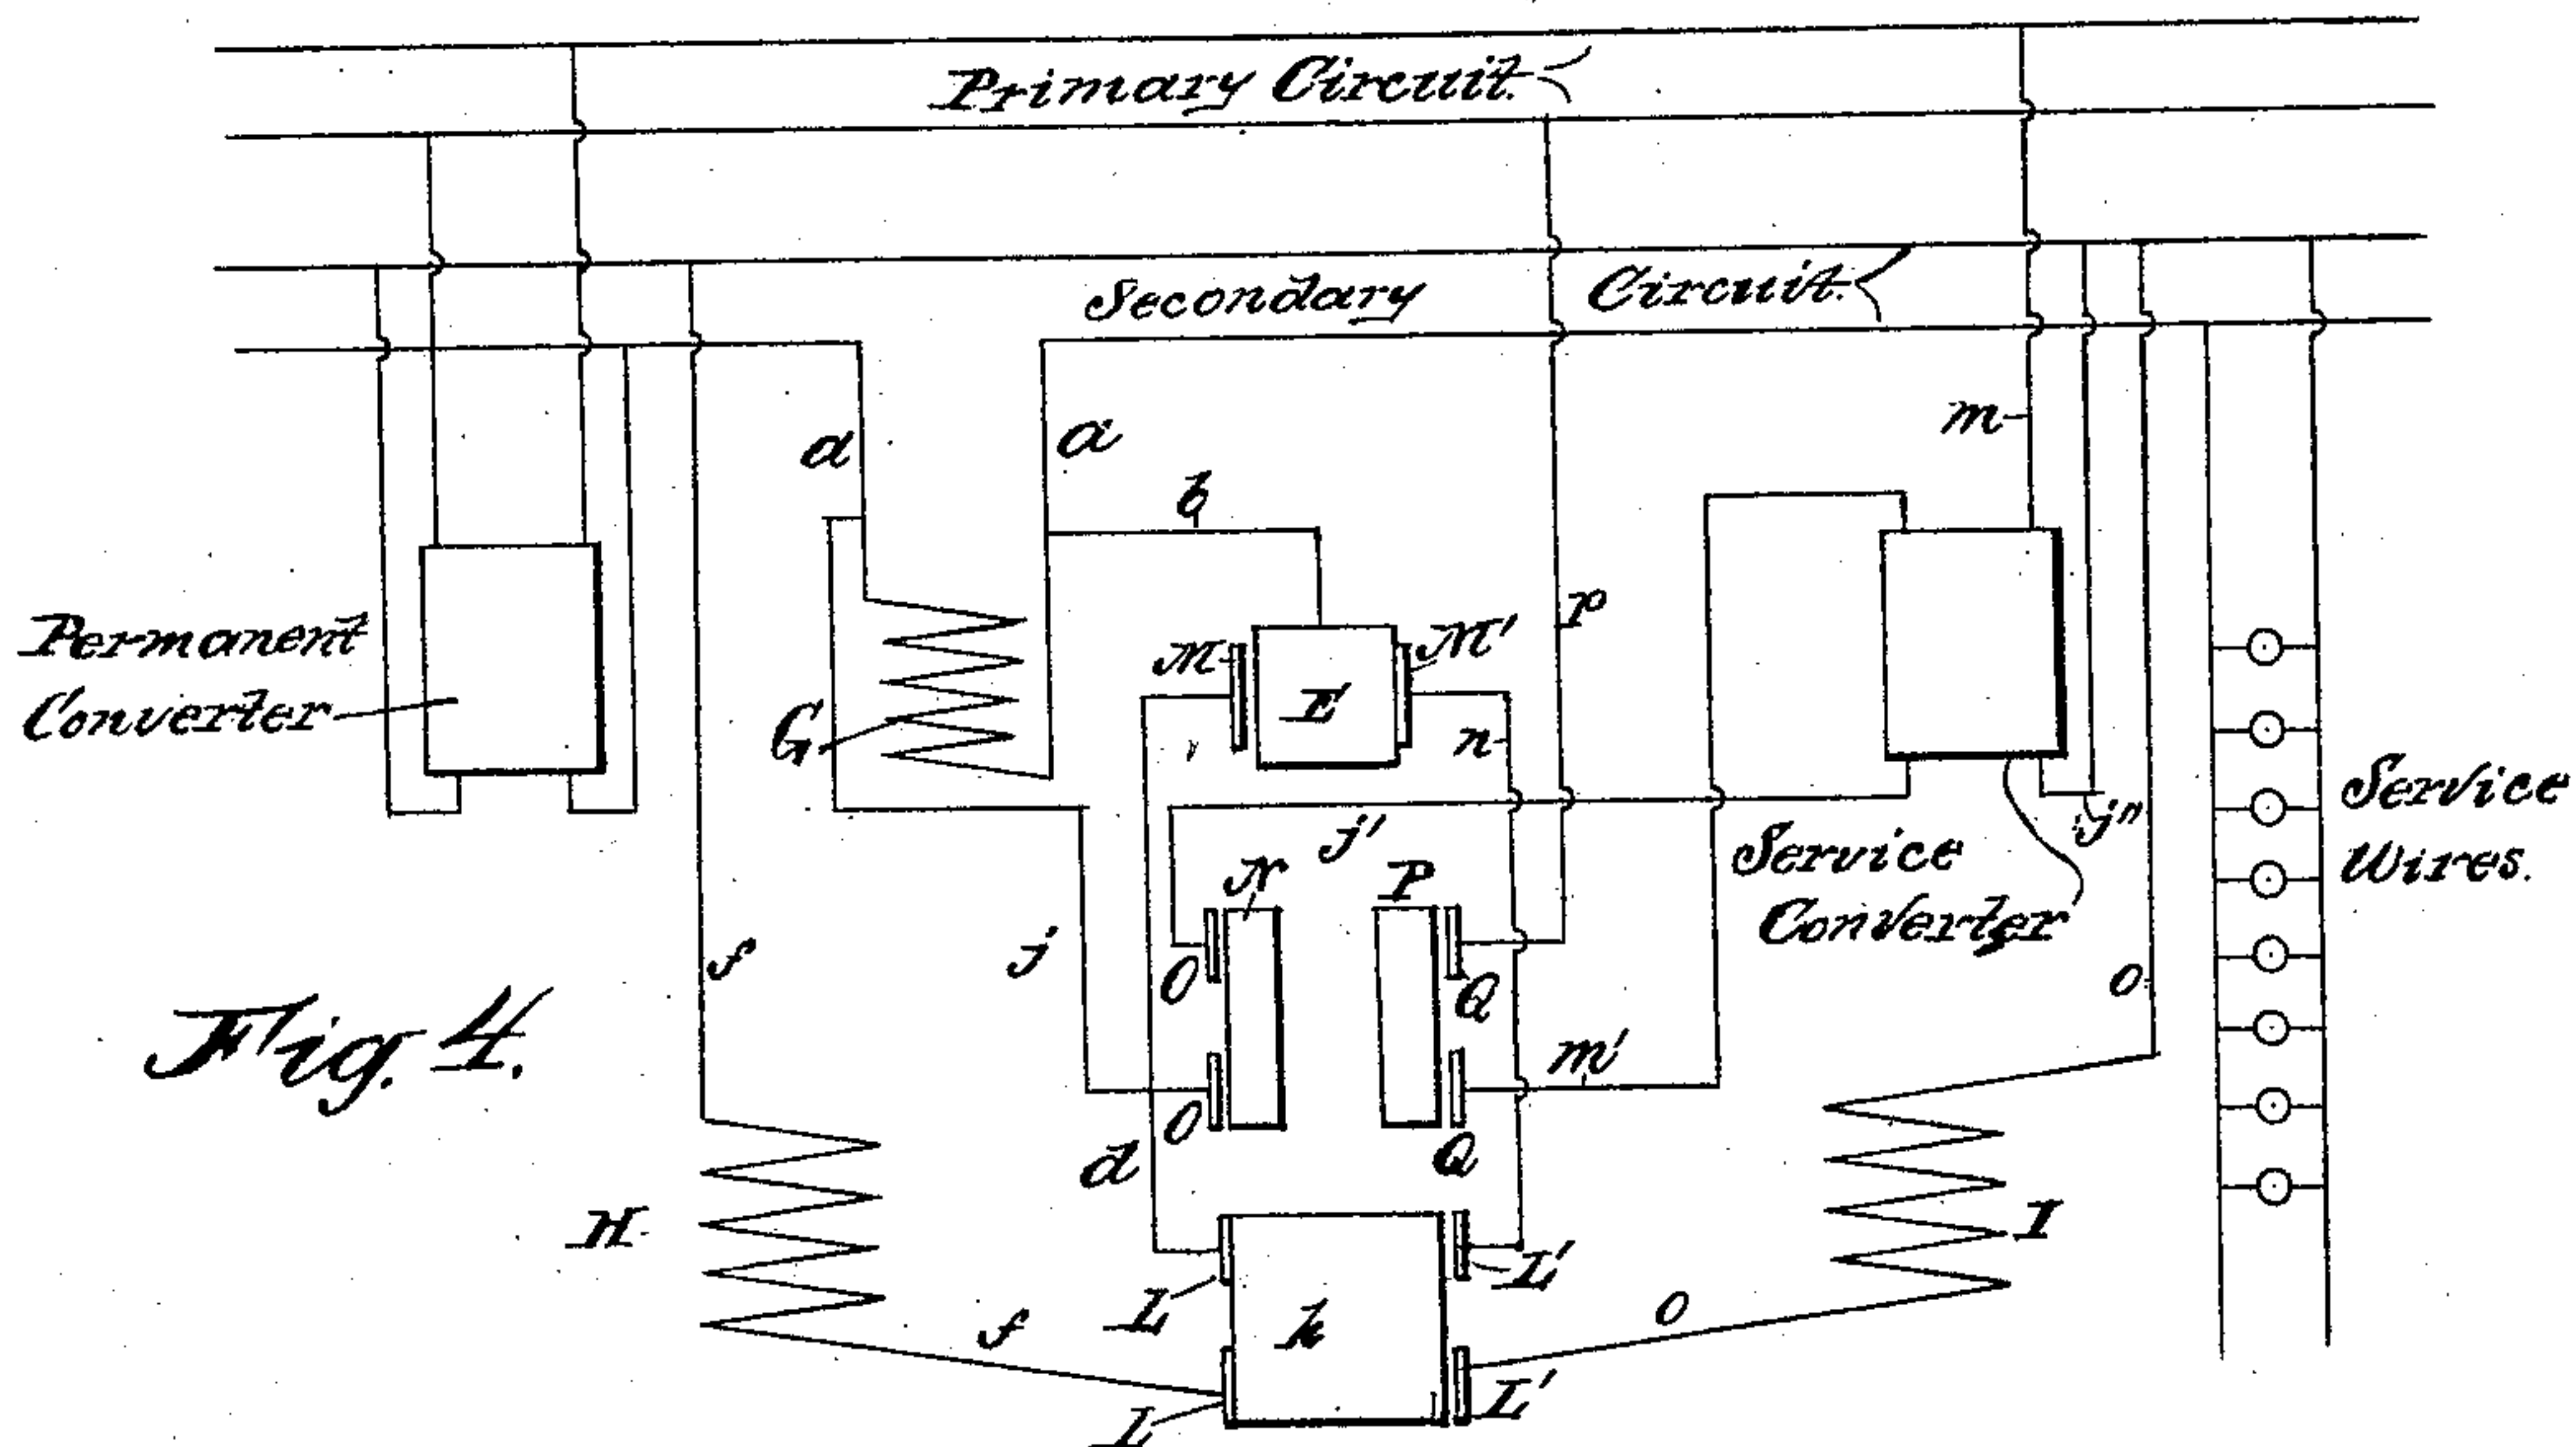 Primary Circuit.
Secondary Circuit.
a
a
b
m
Permanent
Converter
G
M
E
M'
n
p
j'
j"
Service
Converter
Service
Wires.
N
P
O
Q
j
f
o
Fig. 4.
O
Q
m'
d
H
I
L
L'
k
f
o
L
L'